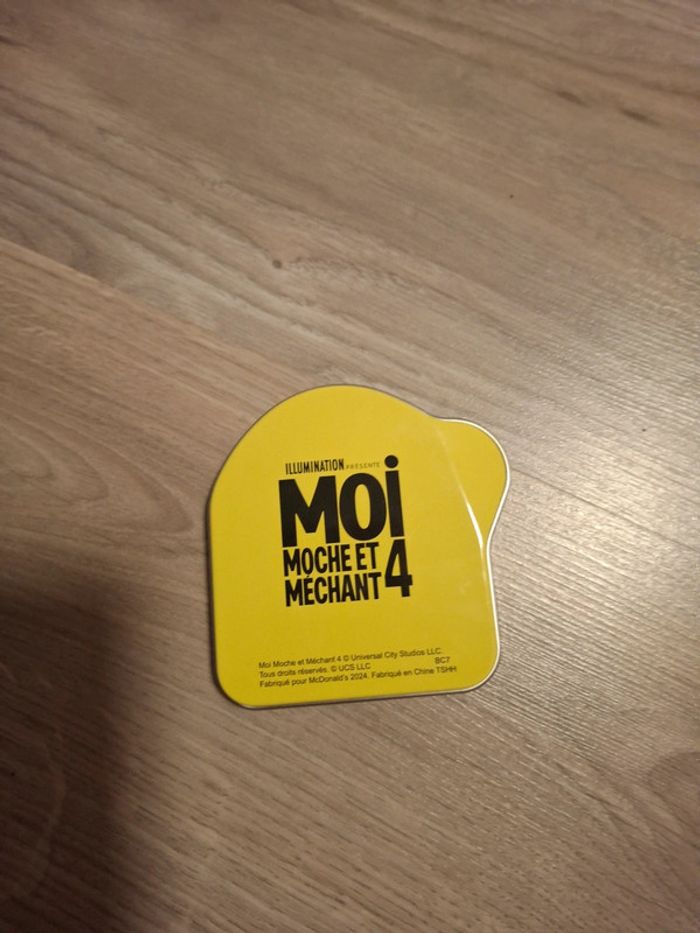 ILLUMINATION PRÉSENTE
MOI
MOCHE ET
MÉCHANT 4
Moi Moche et Méchant 4 © Universal City Studios LLC.
Tous droits réservés. © UCS LLC BC7
Fabriqué pour McDonald's 2024. Fabriqué en Chine TSHH